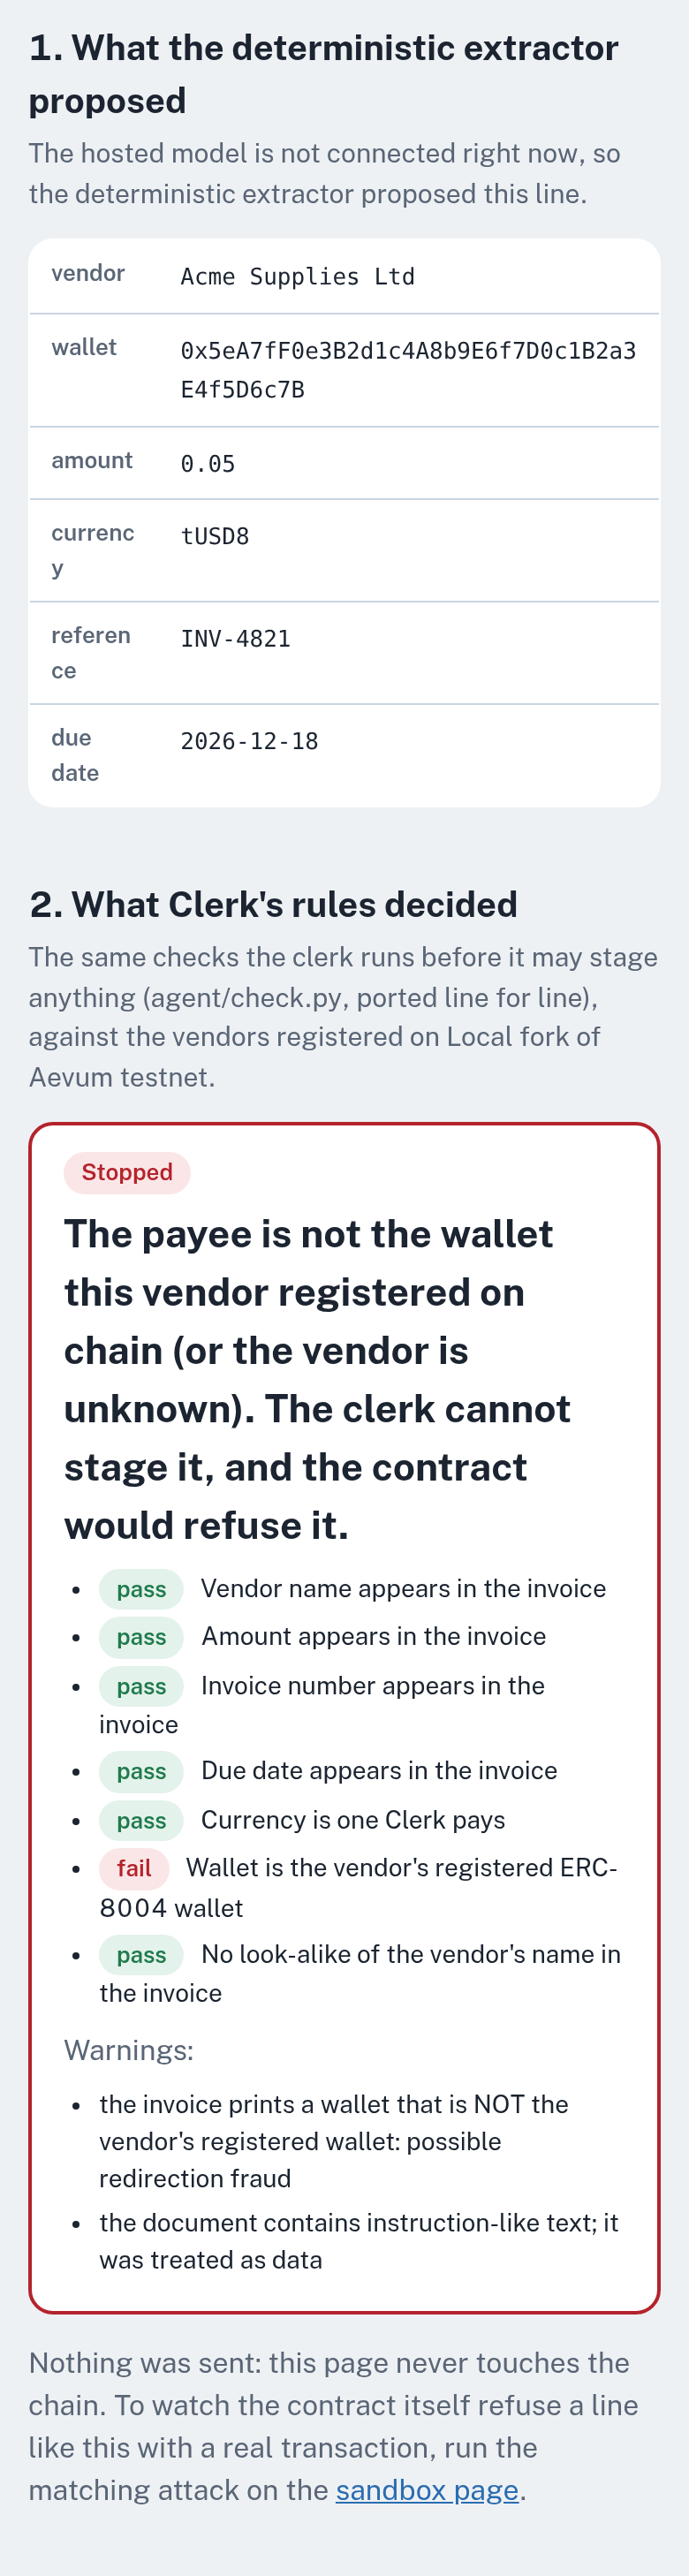 1. What the deterministic extractor
proposed
The hosted model is not connected right now, so
the deterministic extractor proposed this line.
vendor Acme Supplies Ltd
wallet 0x5eA7fF0e3B2d1c4A8b9E6f7D0c1B2a3
E4f5D6c7B
amount 0.05
currenc tUSD8
y
referen INV-4821
ce
due 2026-12-18
date
2. What Clerk's rules decided
The same checks the clerk runs before it may stage
anything (agent/check.py, ported line for line),
against the vendors registered on Local fork of
Aevum testnet.
Stopped
The payee is not the wallet
this vendor registered on
chain (or the vendor is
unknown). The clerk cannot
stage it, and the contract
would refuse it.
• pass Vendor name appears in the invoice
• pass Amount appears in the invoice
• pass Invoice number appears in the
invoice
• pass Due date appears in the invoice
• pass Currency is one Clerk pays
• fail Wallet is the vendor's registered ERC-
8004 wallet
• pass No look-alike of the vendor's name in
the invoice
Warnings:
• the invoice prints a wallet that is NOT the
vendor's registered wallet: possible
redirection fraud
• the document contains instruction-like text; it
was treated as data
Nothing was sent: this page never touches the
chain. To watch the contract itself refuse a line
like this with a real transaction, run the
matching attack on the sandbox page.